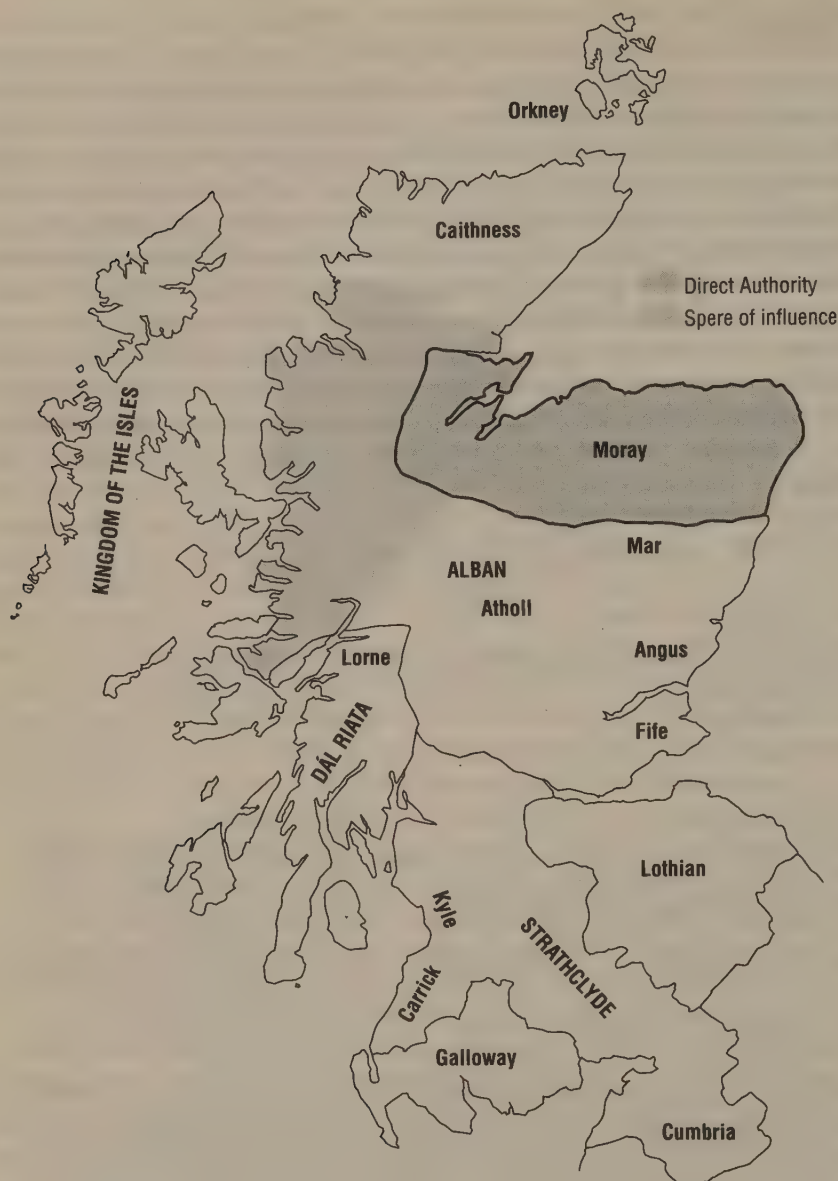 Orkney
Caithness
Direct Authority
Spere of influence
KINGDOM OF THE ISLES
Moray
Mar
ALBAN
Atholl
Angus
Lorne
Fife
DÁL RIATA
Lothian
Kyle
STRATHCLYDE
Carrick
Galloway
Cumbria